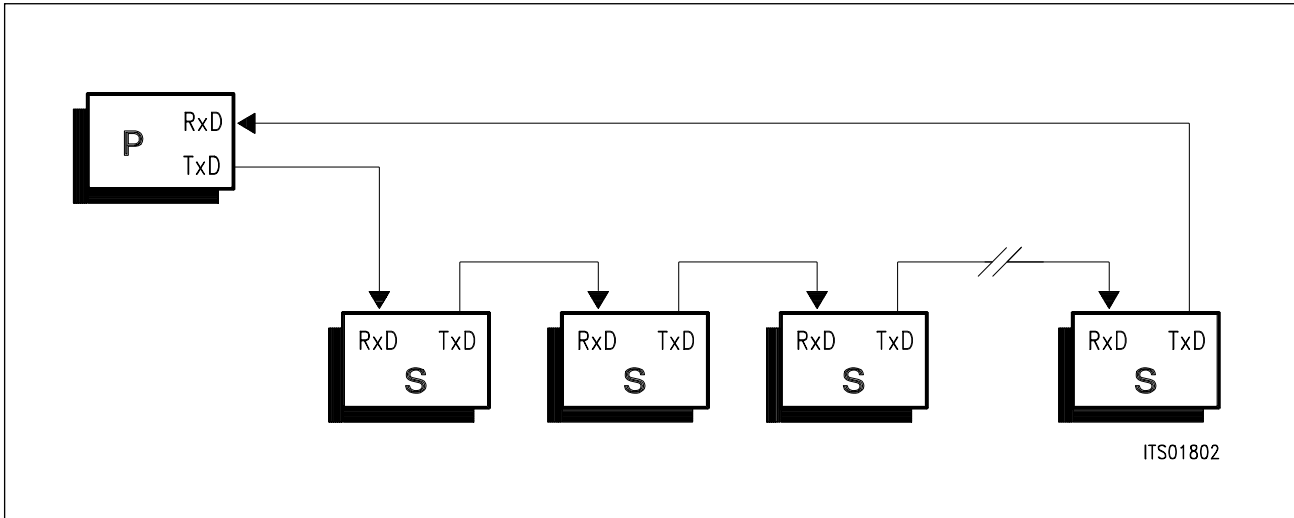 RxD
P
TxD
RxD TxD RxD TxD RxD TxD RxD TxD
S S S S
ITS01802